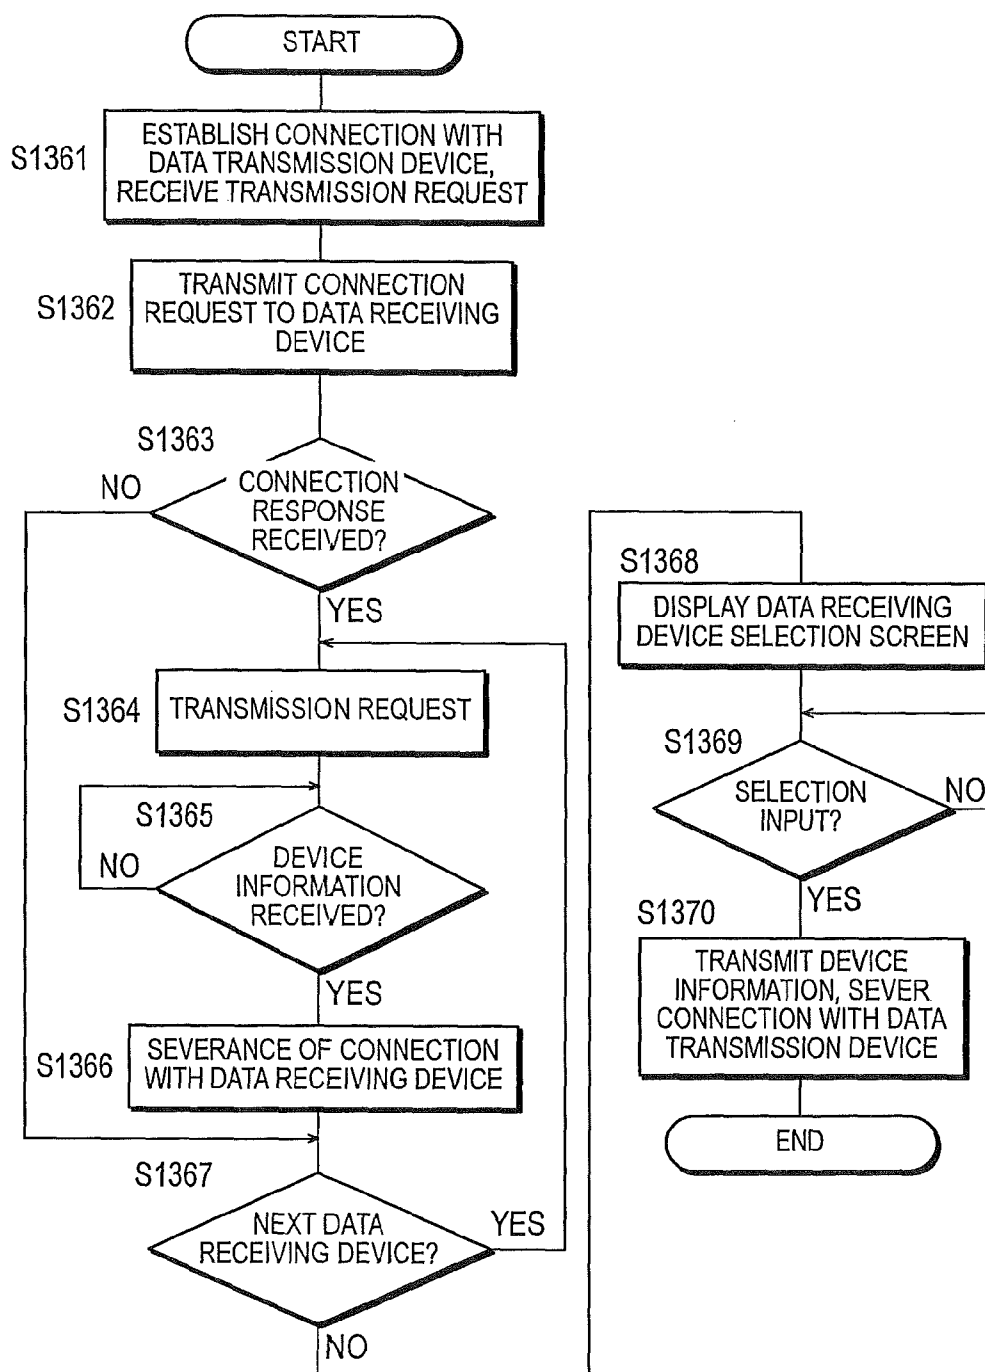 START
S1361
ESTABLISH CONNECTION WITH
DATA TRANSMISSION DEVICE,
RECEIVE TRANSMISSION REQUEST
S1362
TRANSMIT CONNECTION
REQUEST TO DATA RECEIVING
DEVICE
S1363
NO
CONNECTION
RESPONSE
RECEIVED?
YES
S1364
TRANSMISSION REQUEST
S1365
NO
DEVICE
INFORMATION
RECEIVED?
YES
S1366
SEVERANCE OF CONNECTION
WITH DATA RECEIVING DEVICE
S1367
NEXT DATA
RECEIVING DEVICE?
YES
NO
S1368
DISPLAY DATA RECEIVING
DEVICE SELECTION SCREEN
S1369
SELECTION
INPUT?
NO
YES
S1370
TRANSMIT DEVICE
INFORMATION, SEVER
CONNECTION WITH DATA
TRANSMISSION DEVICE
END